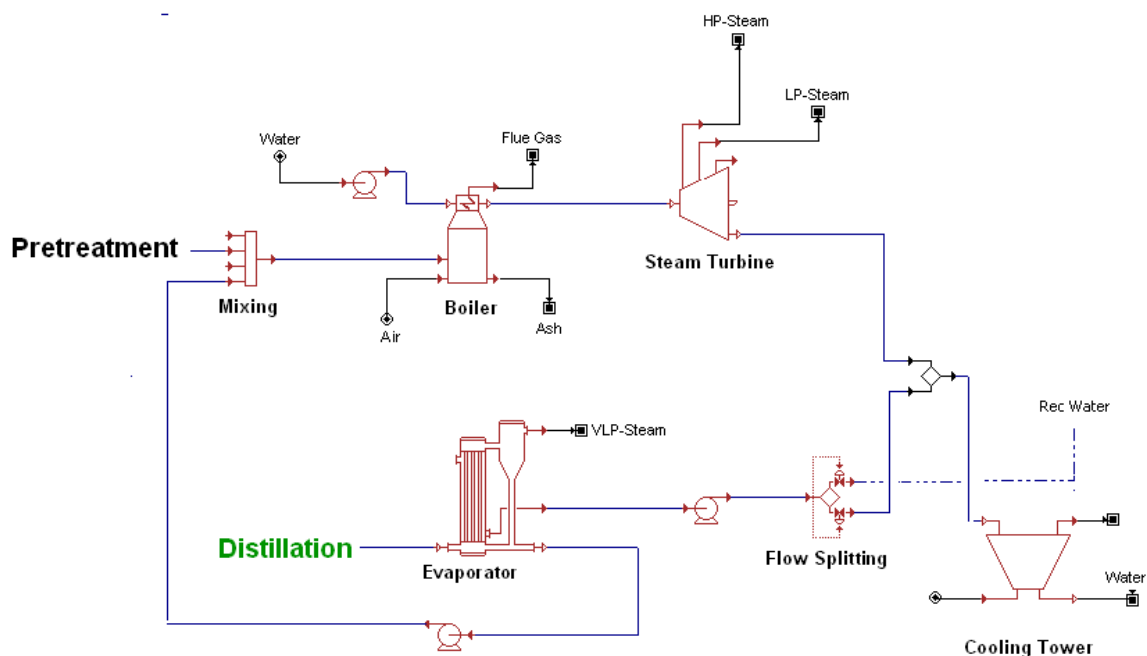 HP-Steam
LP-Steam
Water
Flue Gas
Pretreatment
Steam Turbine
Mixing
Boiler
Air
Ash
Rec Water
VLP-Steam
Distillation
Evaporator
Flow Splitting
Water
Cooling Tower